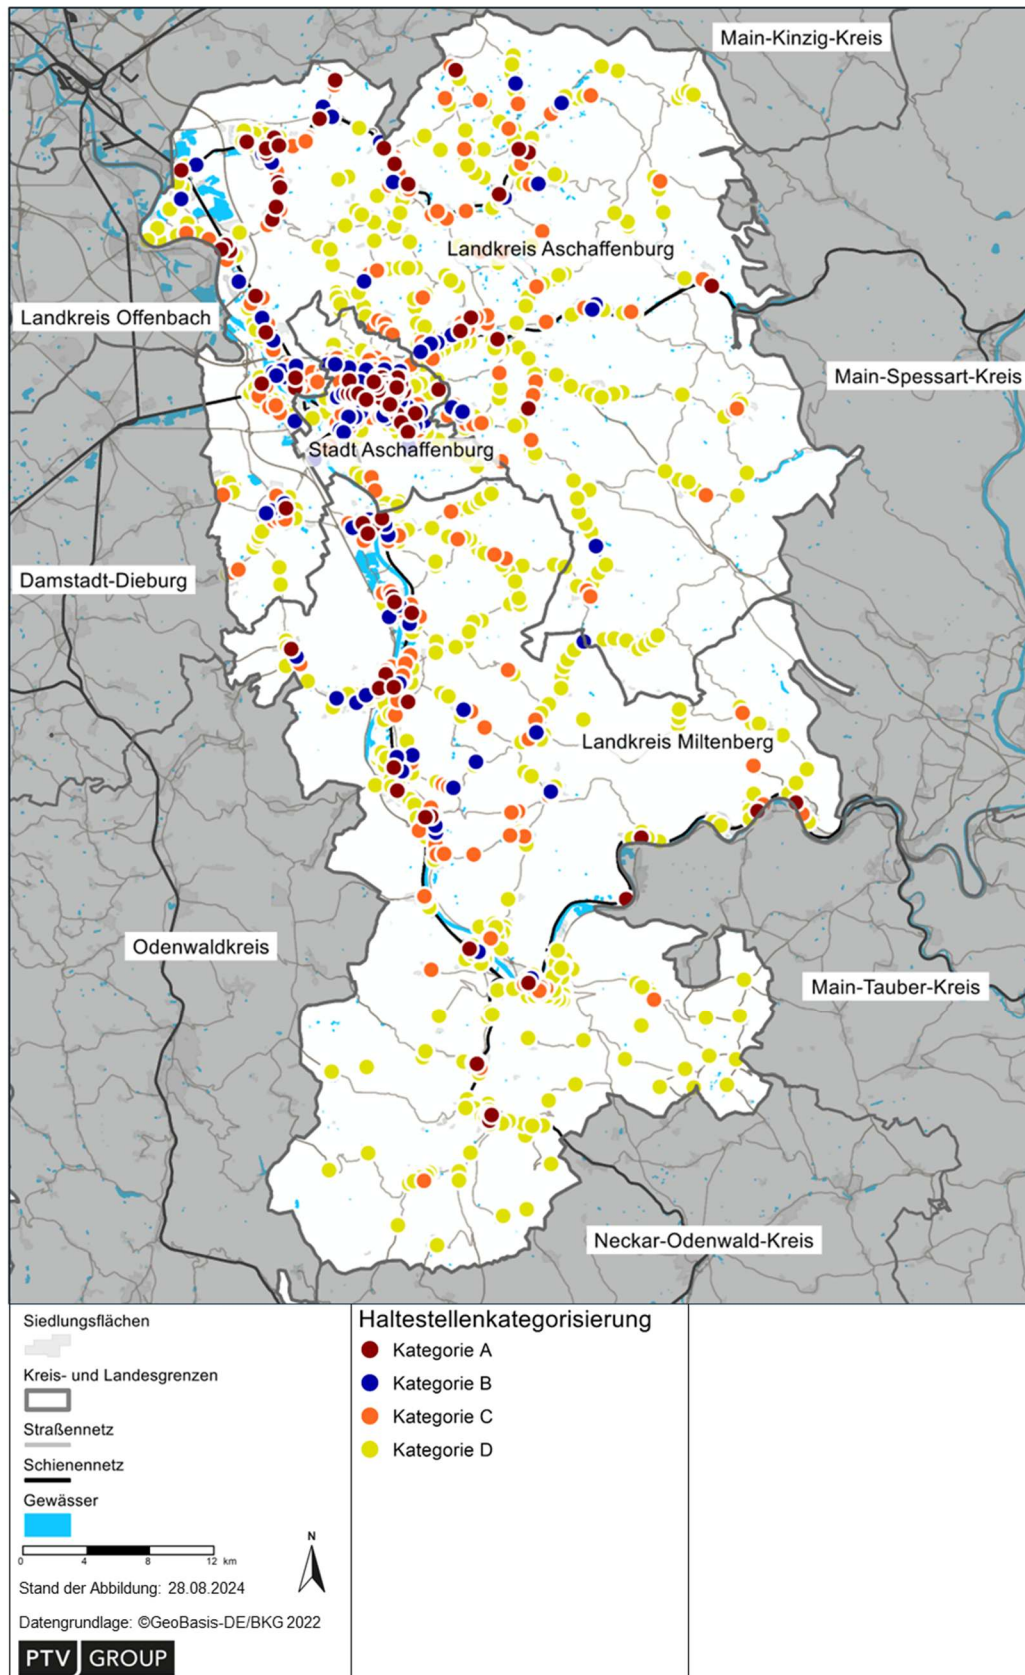 Main-Kinzig-Kreis
Landkreis Aschaffenburg
Landkreis Offenbach
Main-Spessart-Kreis
Stadt Aschaffenburg
Damstadt-Dieburg
Landkreis Miltenberg
Odenwaldkreis
Main-Tauber-Kreis
Neckar-Odenwald-Kreis
Siedlungsflächen
Kreis- und Landesgrenzen
Straßennetz
Schienennetz
Gewässer
0 4 8 12 km
N
Stand der Abbildung: 28.08.2024
Datengrundlage: ©GeoBasis-DE/BKG 2022
PTV GROUP
Haltestellenkategorisierung
Kategorie A
Kategorie B
Kategorie C
Kategorie D